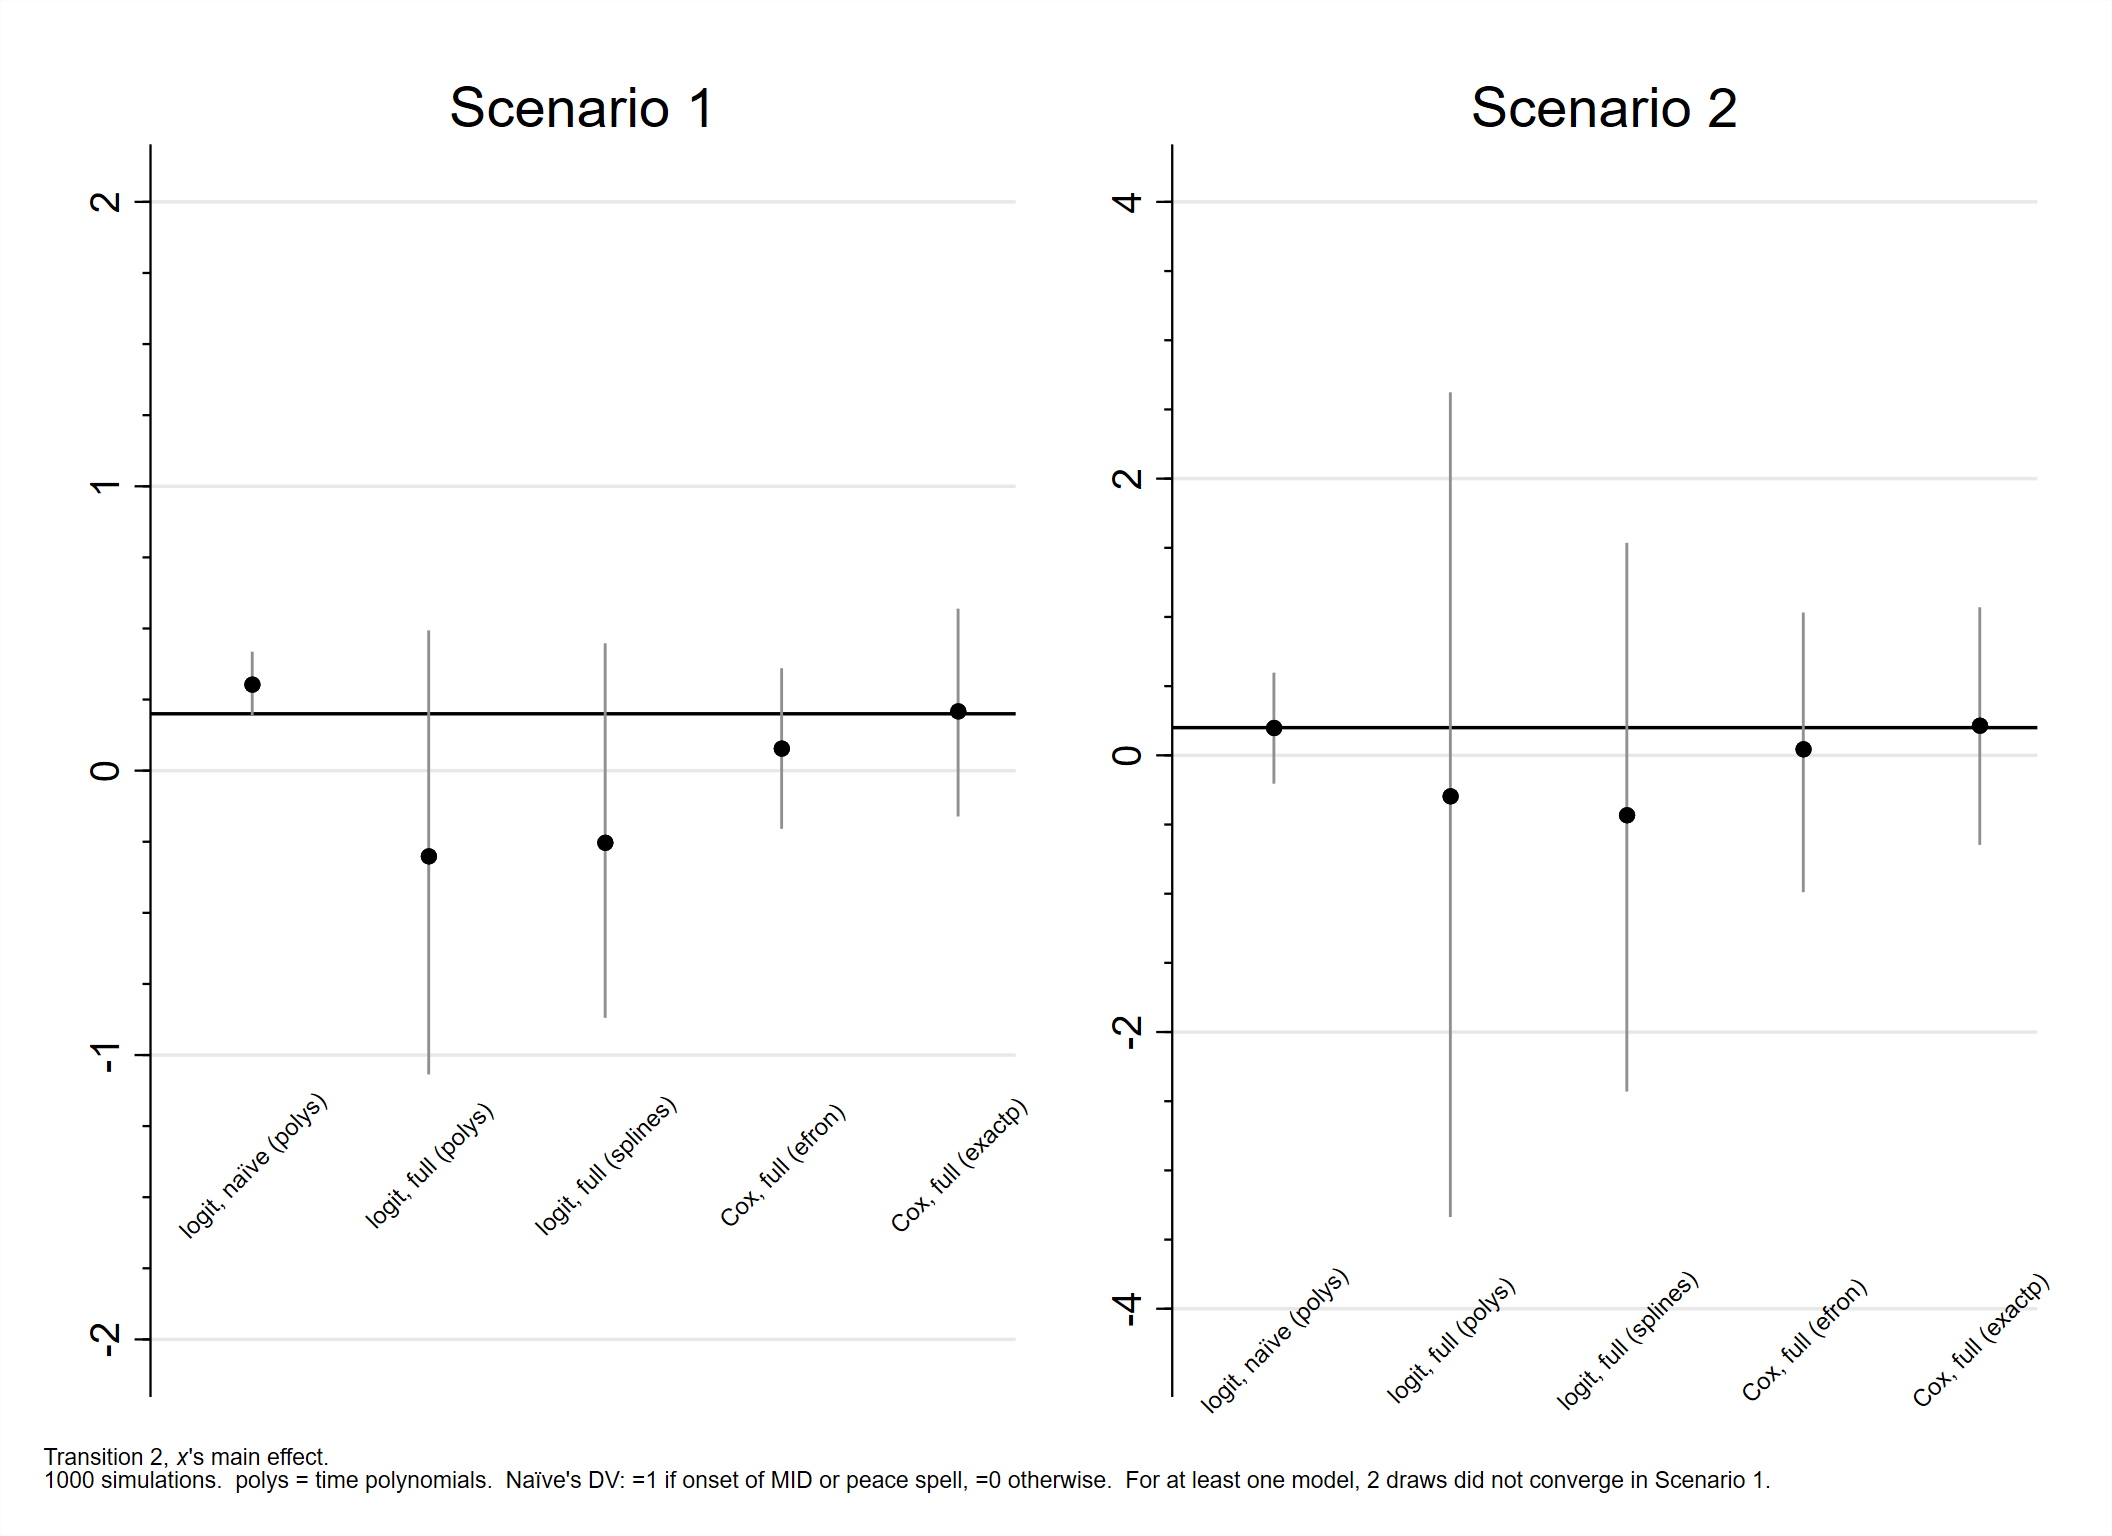 Scenario 1
2
1
0
-1
-2
logit, naïve (polys)
logit, full (polys)
logit, full (splines)
Cox, full (efron)
Cox, full (exactp)
Scenario 2
4
2
0
-2
-4
logit, naïve (polys)
logit, full (polys)
logit, full (splines)
Cox, full (efron)
Cox, full (exactp)
Transition 2, x's main effect.
1000 simulations.  polys = time polynomials.  Naïve's DV: =1 if onset of MID or peace spell, =0 otherwise.  For at least one model, 2 draws did not converge in Scenario 1.